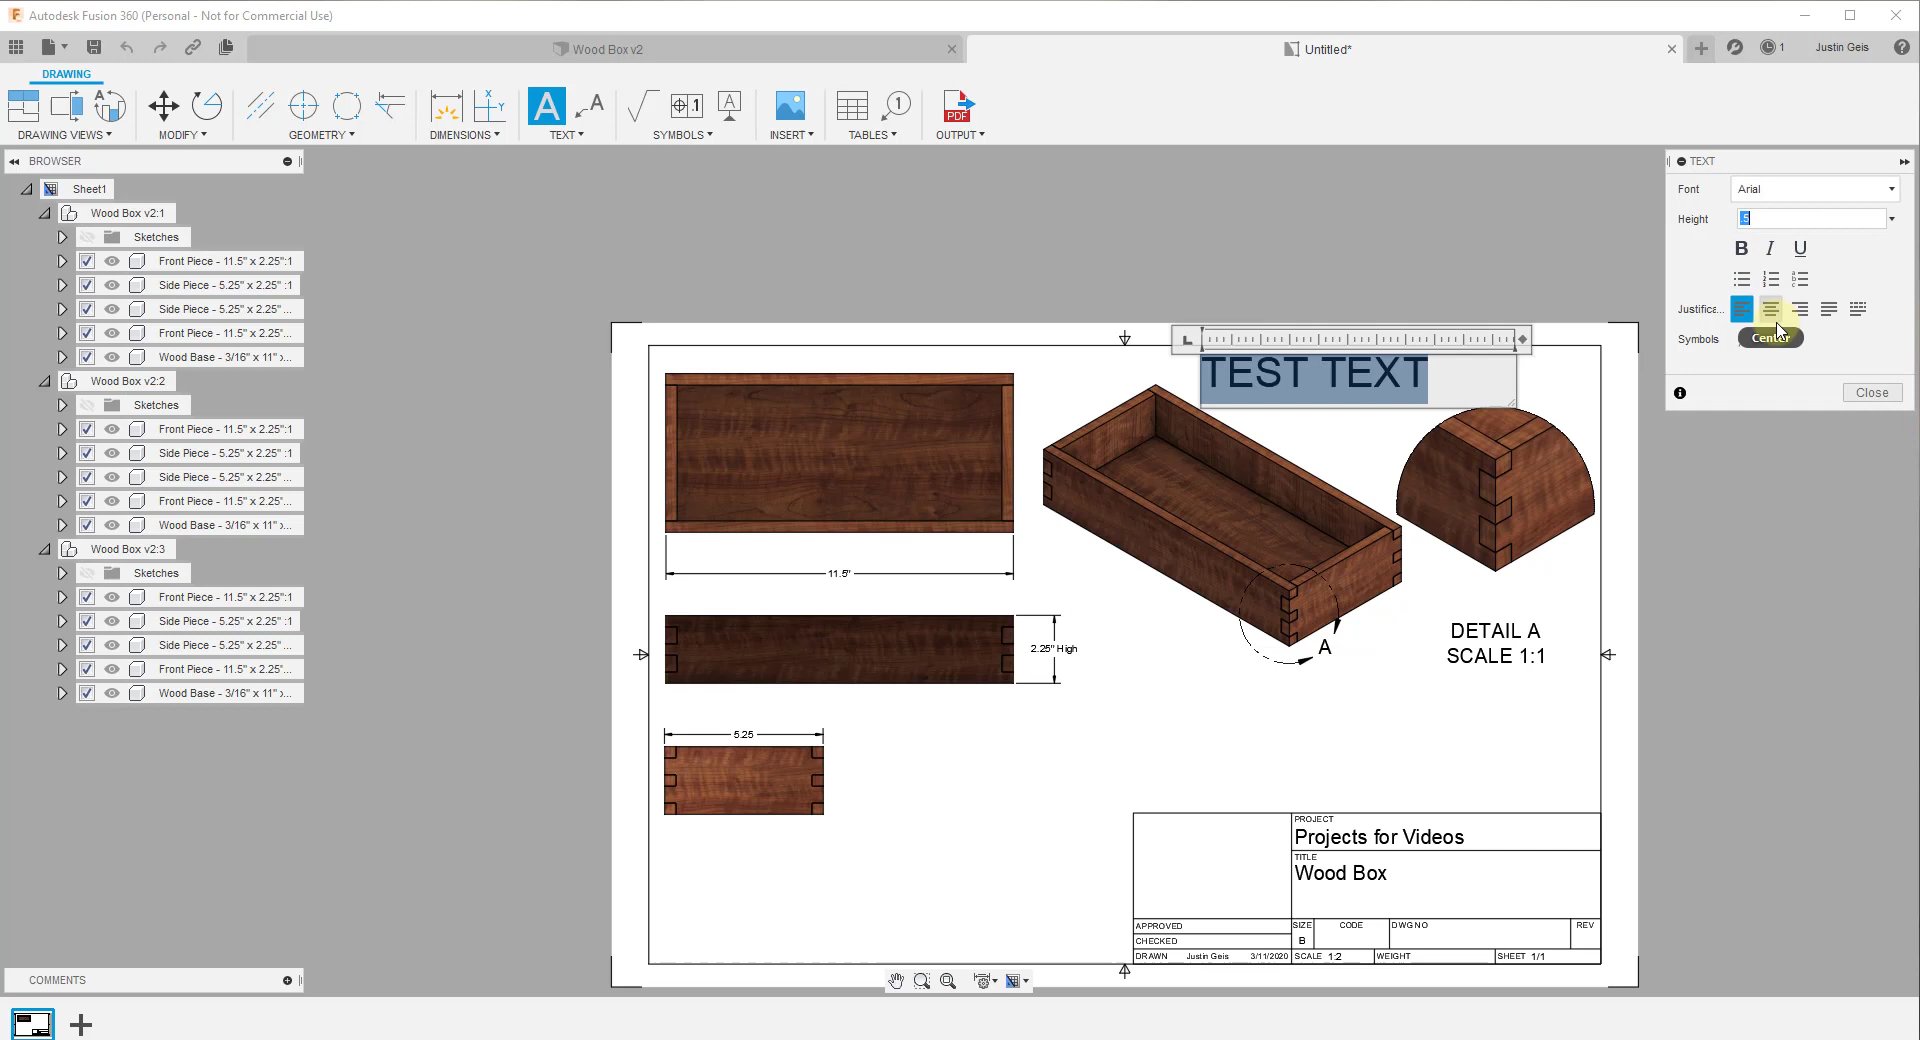 Autodesk Fusion 360 (Personal - Not for Commercial Use)
Wood Box v2
Untitled*
1
Justin Geis
DRAWING
A
X
Y
A
A
.1
A
1
PDF
DRAWING VIEWS
MODIFY
GEOMETRY
DIMENSIONS
TEXT
SYMBOLS
INSERT
TABLES
OUTPUT
BROWSER
Sheet1
Wood Box v2:1
Sketches
Front Piece - 11.5" x 2.25":1
Side Piece - 5.25" x 2.25" :1
Side Piece - 5.25" x 2.25" ...
Front Piece - 11.5" x 2.25"...
Wood Base - 3/16" x 11" ›...
Wood Box v2:2
Sketches
Front Piece - 11.5" x 2.25":1
Side Piece - 5.25" x 2.25" :1
Side Piece - 5.25" x 2.25" ...
Front Piece - 11.5" x 2.25"...
Wood Base - 3/16" x 11" ›...
Wood Box v2:3
Sketches
Front Piece - 11.5" x 2.25":1
Side Piece - 5.25" x 2.25" :1
Side Piece - 5.25" x 2.25" ...
Front Piece - 11.5" x 2.25"...
Wood Base - 3/16" x 11" ›...
COMMENTS
TEST TEXT
11.5"
2.25" High
5.25
A
DETAIL A
SCALE 1:1
PROJECT
Projects for Videos
TITLE
Wood Box
APPROVED
CHECKED
DRAWN Justin Geis 3/11/2020
SIZE
B
CODE
DWG NO
REV
SCALE 1:2
WEIGHT
SHEET 1/1
TEXT
Font
Arial
Height
.5
B I U
Justifica...
Symbols
Center
Close